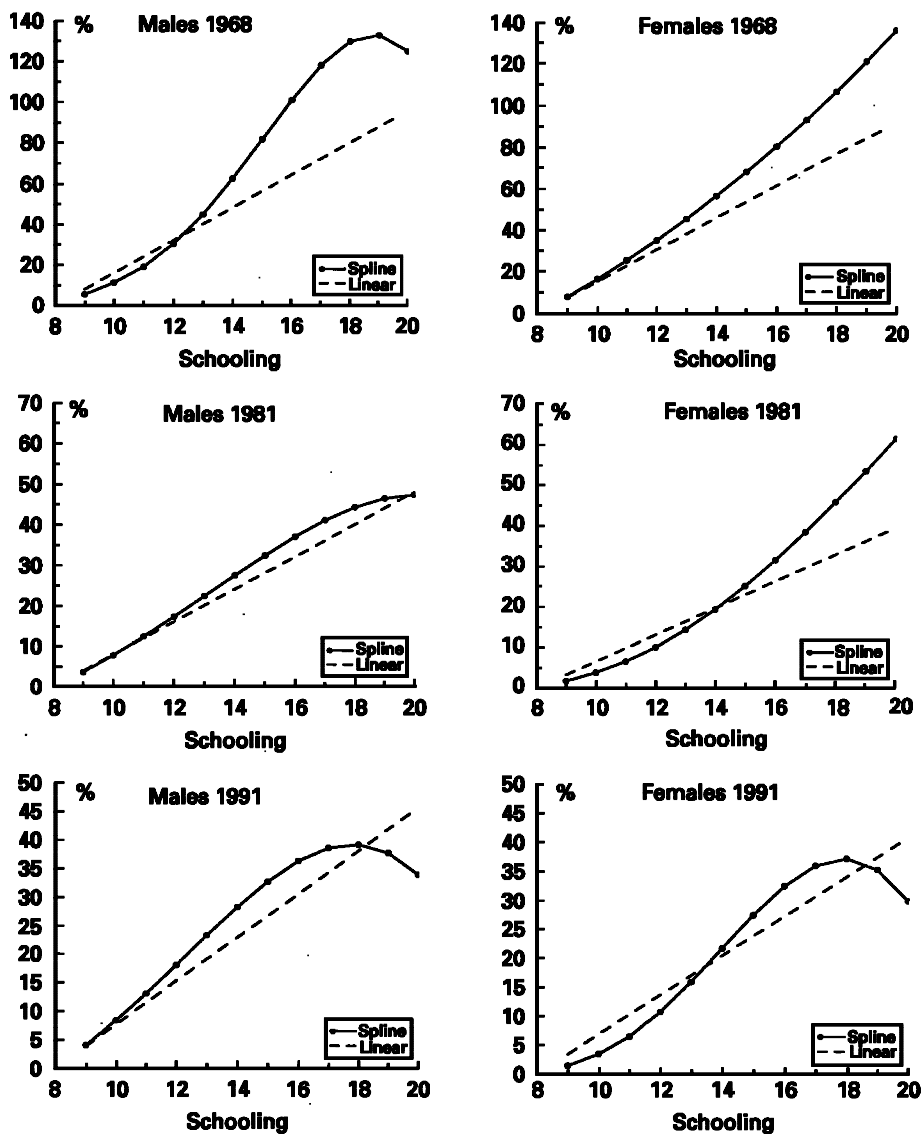 % Males 1968
140
120
100
80
60
40
20
0
Spline
Linear
8 10 12 14 16 18 20
Schooling
% Females 1968
140
120
100
80
60
40
20
0
Spline
Linear
8 10 12 14 16 18 20
Schooling
% Males 1981
70
60
50
40
30
20
10
0
Spline
Linear
8 10 12 14 16 18 20
Schooling
% Females 1981
70
60
50
40
30
20
10
0
Spline
Linear
8 10 12 14 16 18 20
Schooling
% Males 1991
50
45
40
35
30
25
20
15
10
5
0
Spline
Linear
8 10 12 14 16 18 20
Schooling
% Females 1991
50
45
40
35
30
25
20
15
10
5
0
Spline
Linear
8 10 12 14 16 18 20
Schooling